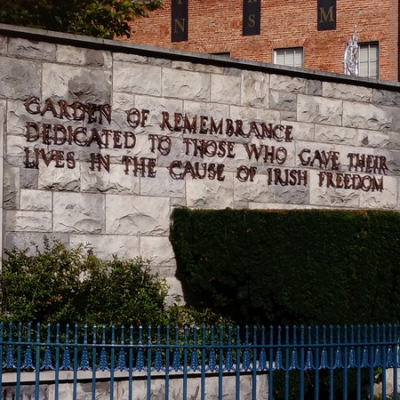 GARDEN OF REMEMBRANCE
DEDICATED TO THOSE WHO GAVE THEIR
LIVES IN THE CAUSE OF IRISH FREEDOM